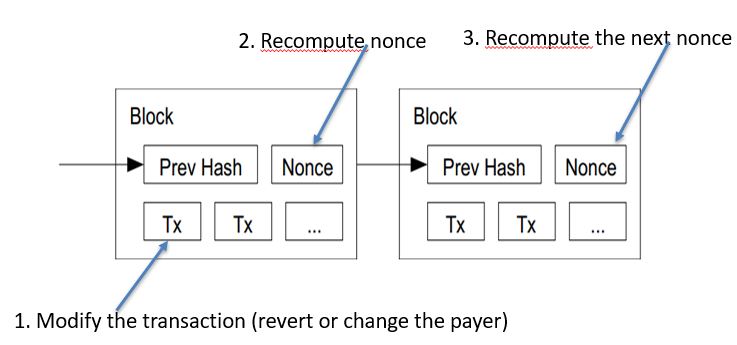 2. Recompute nonce
3. Recompute the next nonce
Block
Block
Prev Hash
Nonce
Prev Hash
Nonce
Tx
Tx
...
Tx
Tx
...
1. Modify the transaction (revert or change the payer)